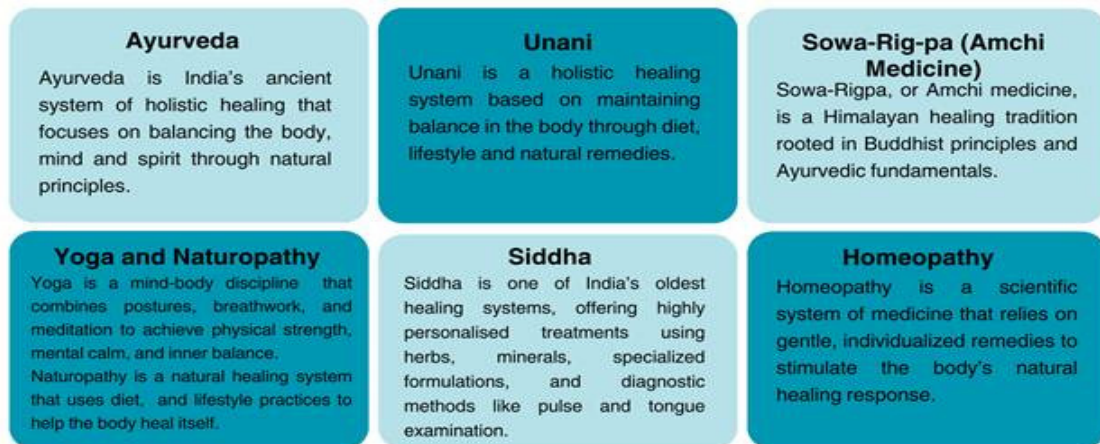 Ayurveda
Ayurveda is India's ancient
system of holistic healing that
focuses on balancing the body,
mind and spirit through natural
principles.
Unani
Unani is a holistic healing
system based on maintaining
balance in the body through diet,
lifestyle and natural remedies.
Sowa-Rig-pa (Amchi
Medicine)
Sowa-Rigpa, or Amchi medicine,
is a Himalayan healing tradition
rooted in Buddhist principles and
Ayurvedic fundamentals.
Yoga and Naturopathy
Yoga is a mind-body discipline that
combines postures, breathwork, and
meditation to achieve physical strength,
mental calm, and inner balance.
Naturopathy is a natural healing system
that uses diet, and lifestyle practices to
help the body heal itself.
Siddha
Siddha is one of India's oldest
healing systems, offering highly
personalised treatments using
herbs, minerals, specialized
formulations, and diagnostic
methods like pulse and tongue
examination.
Homeopathy
Homeopathy is a scientific
system of medicine that relies on
gentle, individualized remedies to
stimulate the body's natural
healing response.